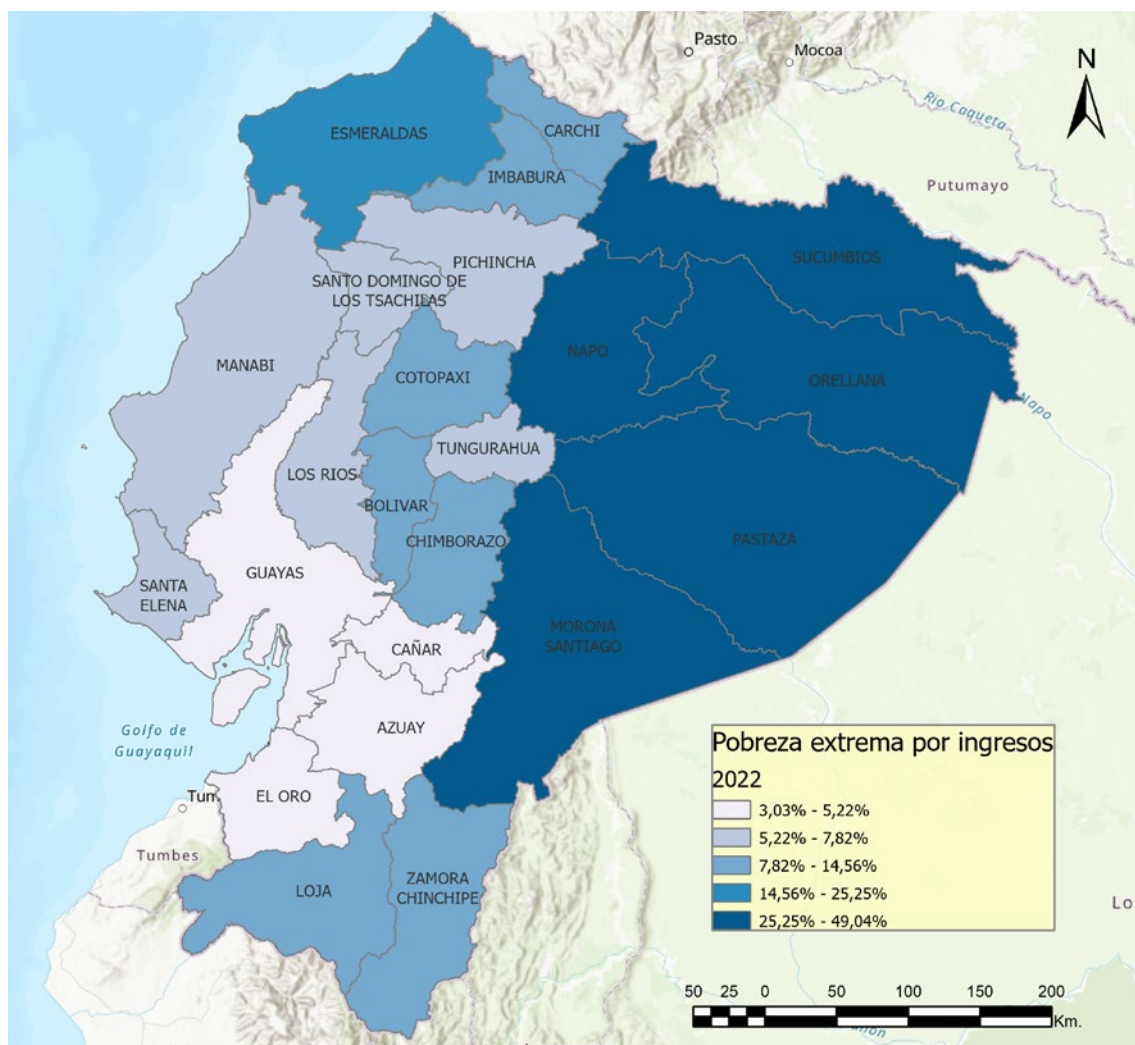 Pasto
Mocoa
N
Rio Caqueta
Putumayo
ESMERALDAS
CARCHI
IMBABURA
SUCUMBIOS
PICHINCHA
SANTO DOMINGO DE
LOS TSACHILAS
NAPO
MANABI
COTOPAXI
ORELLANA
Napo
TUNGURAHUA
LOS RIOS
BOLIVAR
PASTAZA
CHIMBORAZO
GUAYAS
SANTA
ELENA
MORONA
SANTIAGO
CAÑAR
Golfo de
Guayaquil
AZUAY
EL ORO
Tum
Tumbes
LOJA
ZAMORA
CHINCHIPE
Lo
Pobreza extrema por ingresos
2022
3,03% - 5,22%
5,22% - 7,82%
7,82% - 14,56%
14,56% - 25,25%
25,25% - 49,04%
50 25 0 50 100 150 200
Km.